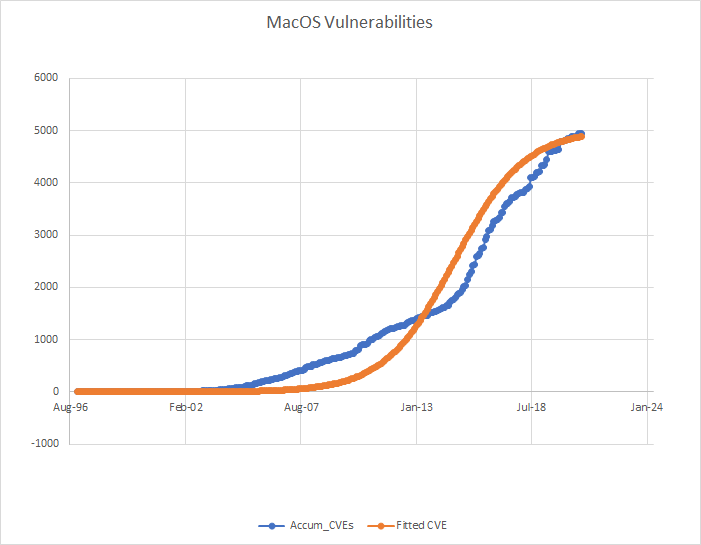 MacOS Vulnerabilities
6000
5000
4000
3000
2000
1000
0
Aug-96 Feb-02 Aug-07 Jan-13 Jul-18 Jan-24
-1000
Accum_CVEs Fitted CVE